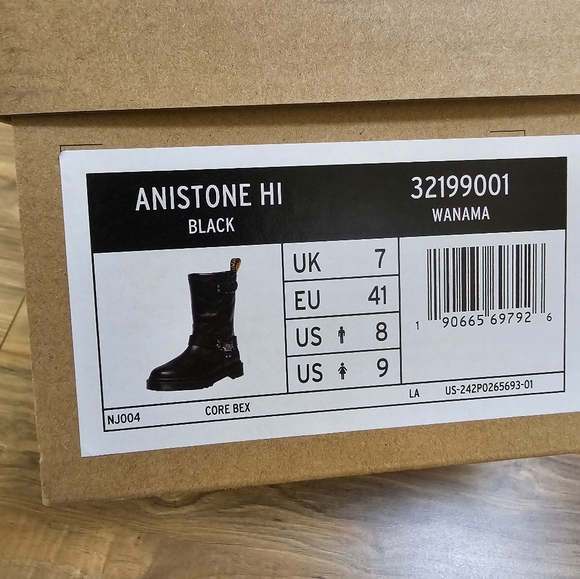 ANISTONE HI
BLACK
32199001
WANAMA
UK 7
EU 41
US 8
US 9
1 90665 69792 6
NJ004
CORE BEX
LA
US-242P0265693-01